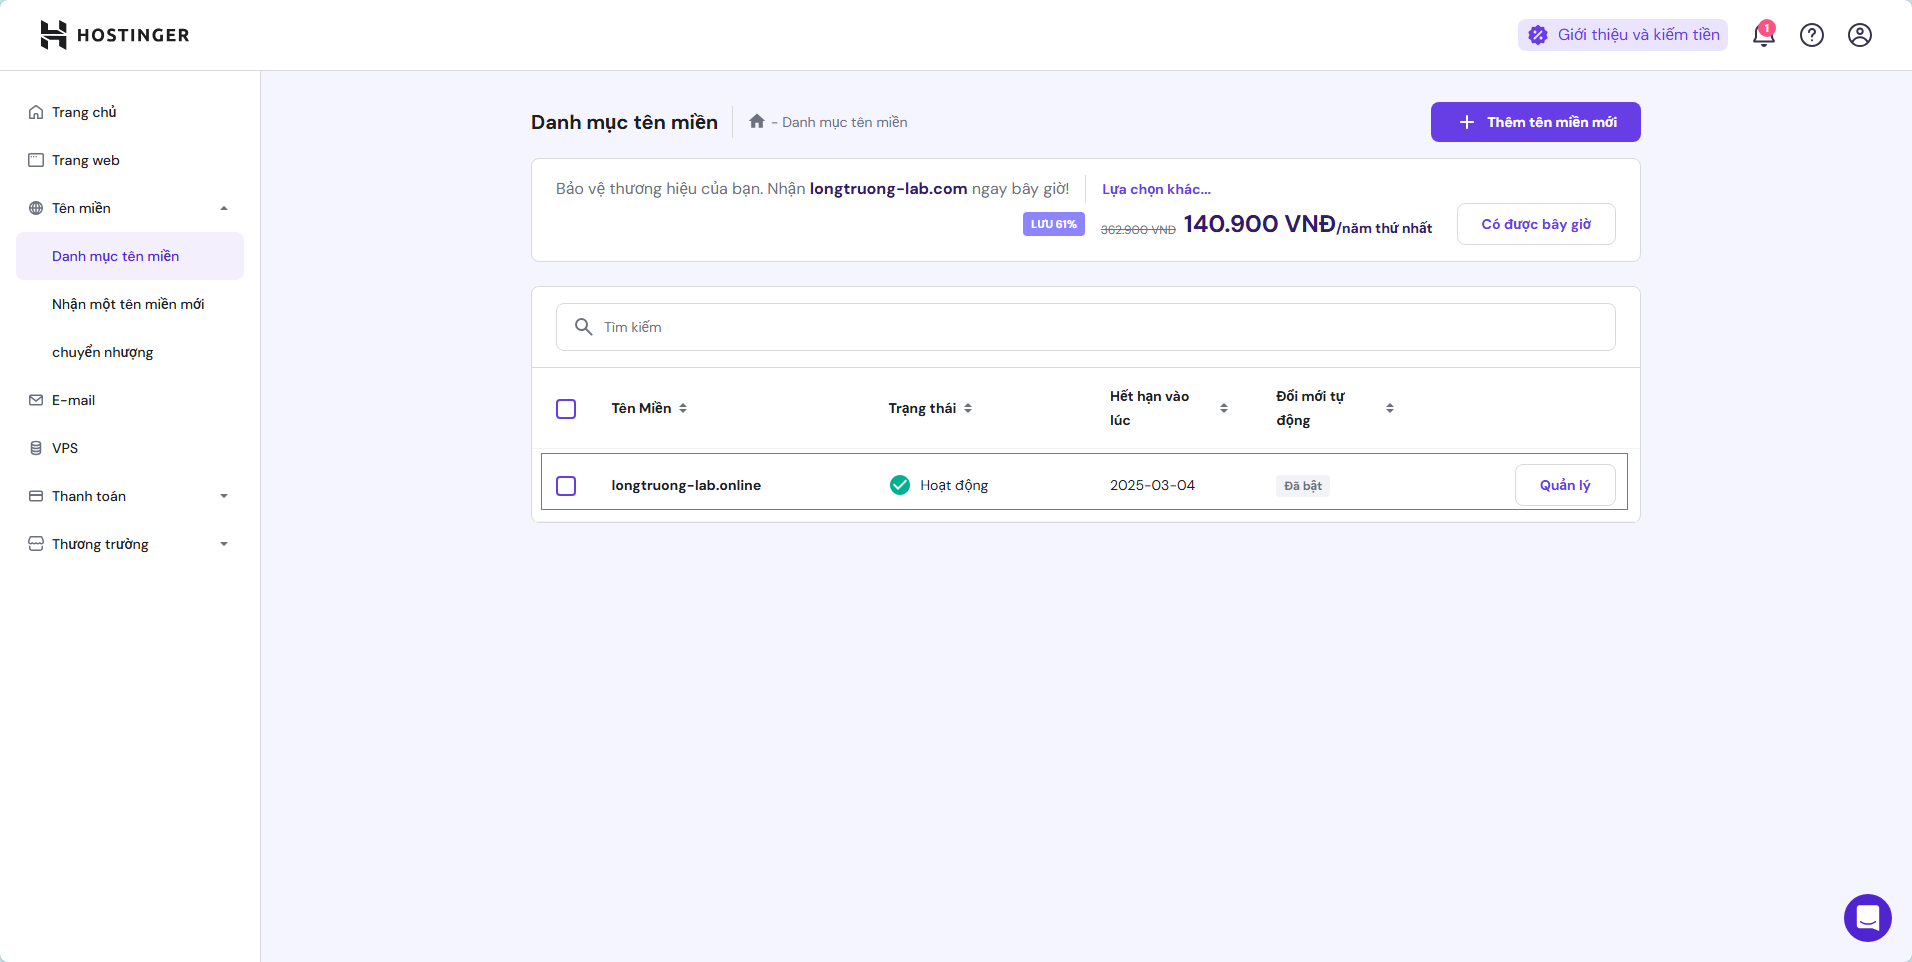 HOSTINGER
Giới thiệu và kiếm tiền
1
Trang chủ
Trang web
Tên miền
Danh mục tên miền
Nhận một tên miền mới
chuyển nhượng
E-mail
VPS
Thanh toán
Thương trường
Danh mục tên miền
- Danh mục tên miền
Thêm tên miền mới
Bảo vệ thương hiệu của bạn. Nhận longtruong-lab.com ngay bây giờ!
Lựa chọn khác...
LƯU 61%
362.900 VNĐ 140.900 VNĐ/năm thứ nhất
Có được bây giờ
Tìm kiếm
Tên Miền
Trạng thái
Hết hạn vào
lúc
Đổi mới tự
động
longtruong-lab.online
Hoạt động
2025-03-04
Đã bật
Quản lý